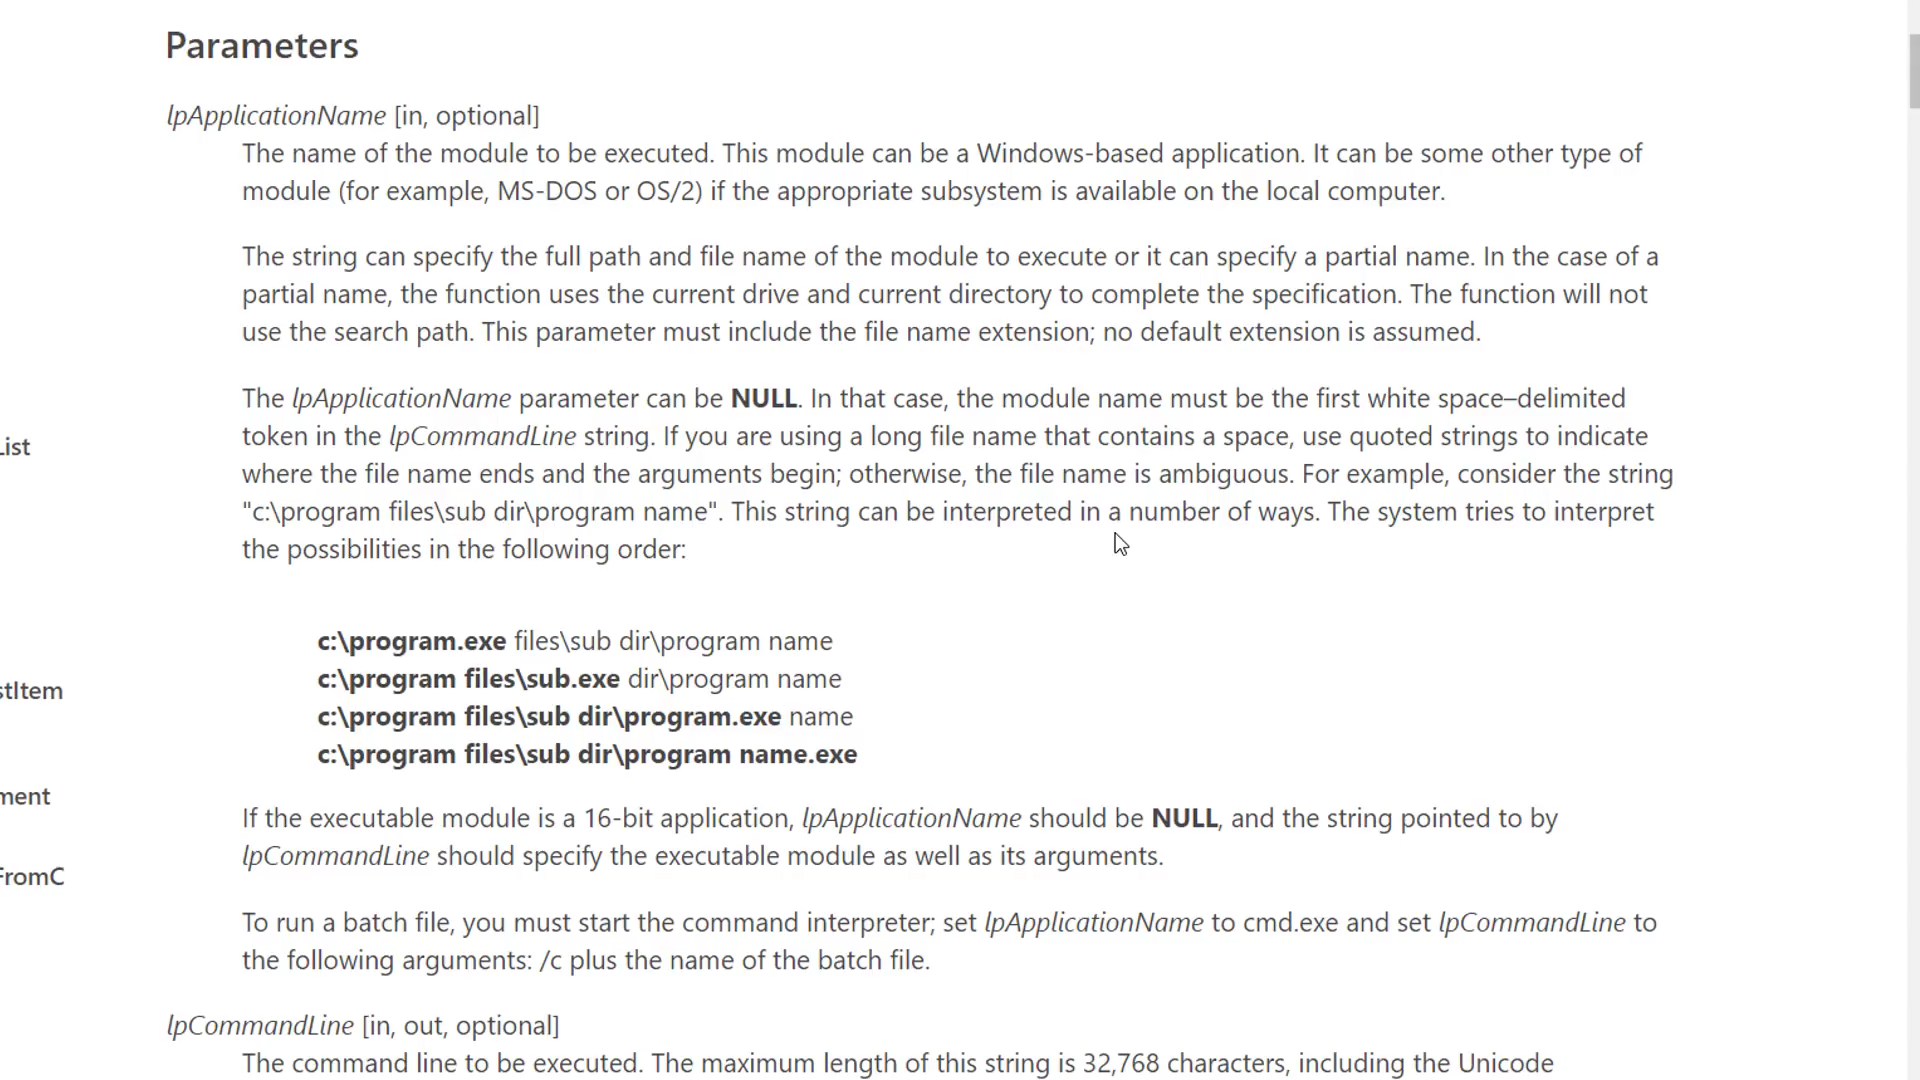 Parameters
lpApplicationName [in, optional]
The name of the module to be executed. This module can be a Windows-based application. It can be some other type of
module (for example, MS-DOS or OS/2) if the appropriate subsystem is available on the local computer.
The string can specify the full path and file name of the module to execute or it can specify a partial name. In the case of a
partial name, the function uses the current drive and current directory to complete the specification. The function will not
use the search path. This parameter must include the file name extension; no default extension is assumed.
The lpApplicationName parameter can be NULL. In that case, the module name must be the first white space–delimited
token in the lpCommandLine string. If you are using a long file name that contains a space, use quoted strings to indicate
where the file name ends and the arguments begin; otherwise, the file name is ambiguous. For example, consider the string
"c:\program files\sub dir\program name". This string can be interpreted in a number of ways. The system tries to interpret
the possibilities in the following order:
c:\program.exe files\sub dir\program name
c:\program files\sub.exe dir\program name
c:\program files\sub dir\program.exe name
c:\program files\sub dir\program name.exe
If the executable module is a 16-bit application, lpApplicationName should be NULL, and the string pointed to by
lpCommandLine should specify the executable module as well as its arguments.
To run a batch file, you must start the command interpreter; set lpApplicationName to cmd.exe and set lpCommandLine to
the following arguments: /c plus the name of the batch file.
lpCommandLine [in, out, optional]
The command line to be executed. The maximum length of this string is 32,768 characters, including the Unicode
List
stItem
ment
FromC